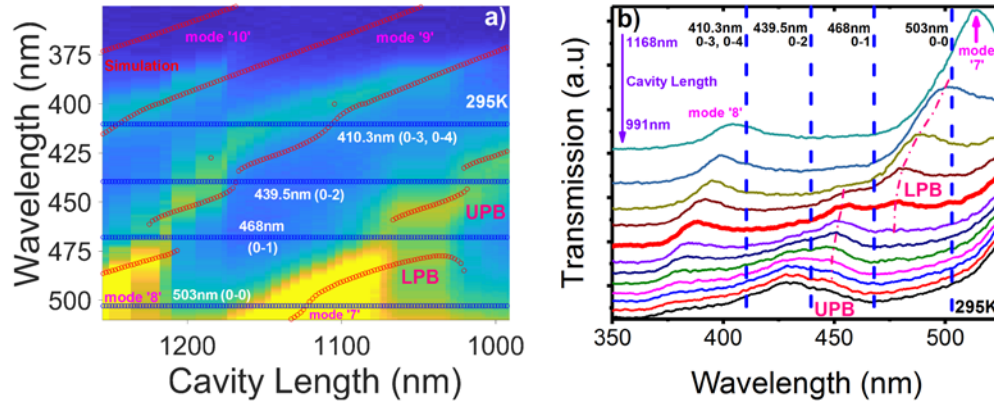 a)
mode '10'
mode '9'
Simulation
295K
410.3nm (0-3, 0-4)
439.5nm (0-2)
468nm
(0-1)
UPB
LPB
mode '8'
503nm (0-0)
mode '7'
375
400
425
450
475
500
Wavelength (nm)
1200
1100
1000
Cavity Length (nm)
b)
410.3nm
0-3, 0-4
439.5nm
0-2
468nm
0-1
503nm
0-0
1168nm
Cavity Length
991nm
mode '8'
mode
'7'
LPB
UPB
295K
Transmission (a.u)
350
400
450
500
Wavelength (nm)